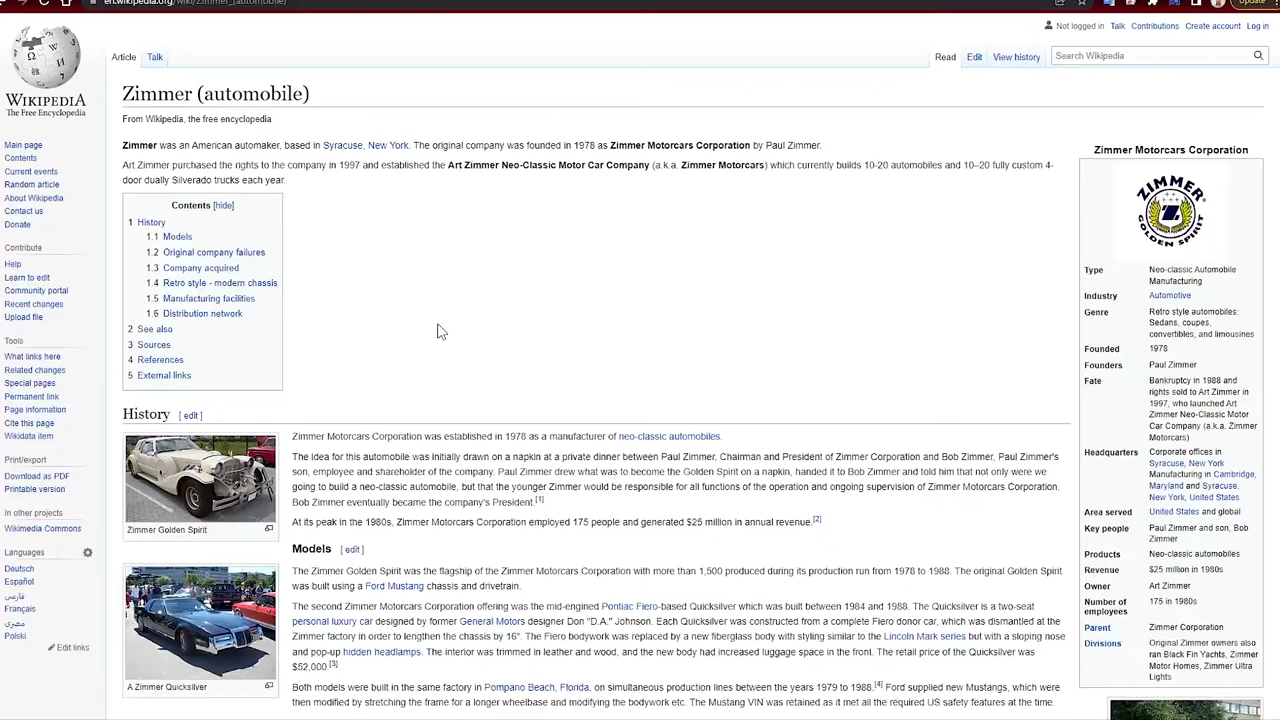 en.wikipedia.org/wiki/Zimmer_(automobile)
Update
Not logged in Talk Contributions Create account Log in
Article Talk Read Edit View history Search Wikipedia
WIKIPEDIA
The Free Encyclopedia
Main page
Contents
Current events
Random article
About Wikipedia
Contact us
Donate
Contribute
Help
Learn to edit
Community portal
Recent changes
Upload file
Tools
What links here
Related changes
Special pages
Permanent link
Page information
Cite this page
Wikidata item
Print/export
Download as PDF
Printable version
In other projects
Wikimedia Commons
Languages
Deutsch
Español
فارسی
Français
مصرى
Polski
Edit links
Zimmer (automobile)
From Wikipedia, the free encyclopedia
Zimmer was an American automaker, based in Syracuse, New York. The original company was founded in 1978 as Zimmer Motorcars Corporation by Paul Zimmer.
Art Zimmer purchased the rights to the company in 1997 and established the Art Zimmer Neo-Classic Motor Car Company (a.k.a. Zimmer Motorcars) which currently builds 10-20 automobiles and 10–20 fully custom 4-
door dually Silverado trucks each year.
Contents [hide]
1 History
1.1 Models
1.2 Original company failures
1.3 Company acquired
1.4 Retro style - modern chassis
1.5 Manufacturing facilities
1.6 Distribution network
2 See also
3 Sources
4 References
5 External links
History [ edit ]
Zimmer Golden Spirit
Zimmer Motorcars Corporation was established in 1978 as a manufacturer of neo-classic automobiles.
The idea for this automobile was initially drawn on a napkin at a private dinner between Paul Zimmer, Chairman and President of Zimmer Corporation and Bob Zimmer, Paul Zimmer's
son, employee and shareholder of the company. Paul Zimmer drew what was to become the Golden Spirit on a napkin, handed it to Bob Zimmer and told him that not only were we
going to build a neo-classic automobile, but that the younger Zimmer would be responsible for all functions of the operation and ongoing supervision of Zimmer Motorcars Corporation.
Bob Zimmer eventually became the company's President.[1]
At its peak in the 1980s, Zimmer Motorcars Corporation employed 175 people and generated $25 million in annual revenue.[2]
Models [ edit ]
A Zimmer Quicksilver
The Zimmer Golden Spirit was the flagship of the Zimmer Motorcars Corporation with more than 1,500 produced during its production run from 1978 to 1988. The original Golden Spirit
was built using a Ford Mustang chassis and drivetrain.
The second Zimmer Motorcars Corporation offering was the mid-engined Pontiac Fiero-based Quicksilver which was built between 1984 and 1988. The Quicksilver is a two-seat
personal luxury car designed by former General Motors designer Don "D.A." Johnson. Each Quicksilver was constructed from a complete Fiero donor car, which was dismantled at the
Zimmer factory in order to lengthen the chassis by 16". The Fiero bodywork was replaced by a new fiberglass body with styling similar to the Lincoln Mark series but with a sloping nose
and pop-up hidden headlamps. The interior was trimmed in leather and wood, and the new body had increased luggage space in the front. The retail price of the Quicksilver was
$52,000.[3]
Both models were built in the same factory in Pompano Beach, Florida, on simultaneous production lines between the years 1979 to 1988.[4] Ford supplied new Mustangs, which were
then modified by stretching the frame for a longer wheelbase and modifying the bodywork etc. The Mustang VIN was retained as it met all the required US safety features at the time.
Zimmer Motorcars Corporation
ZIMMER
GOLDEN SPIRIT
Type Neo-classic Automobile
Manufacturing
Industry Automotive
Genre Retro style automobiles:
Sedans, coupes,
convertibles, and limousines
Founded 1978
Founders Paul Zimmer
Fate Bankruptcy in 1988 and
rights sold to Art Zimmer in
1997, who launched Art
Zimmer Neo-Classic Motor
Car Company (a.k.a. Zimmer
Motorcars)
Headquarters Corporate offices in
Syracuse, New York
Manufacturing in Cambridge,
Maryland and Syracuse,
New York, United States
Area served United States and global
Key people Paul Zimmer and son, Bob
Zimmer
Products Neo-classic automobiles
Revenue $25 million in 1980s
Owner Art Zimmer
Number of 175 in 1980s
employees
Parent Zimmer Corporation
Divisions Original Zimmer owners also
ran Black Fin Yachts, Zimmer
Motor Homes, Zimmer Ultra
Lights